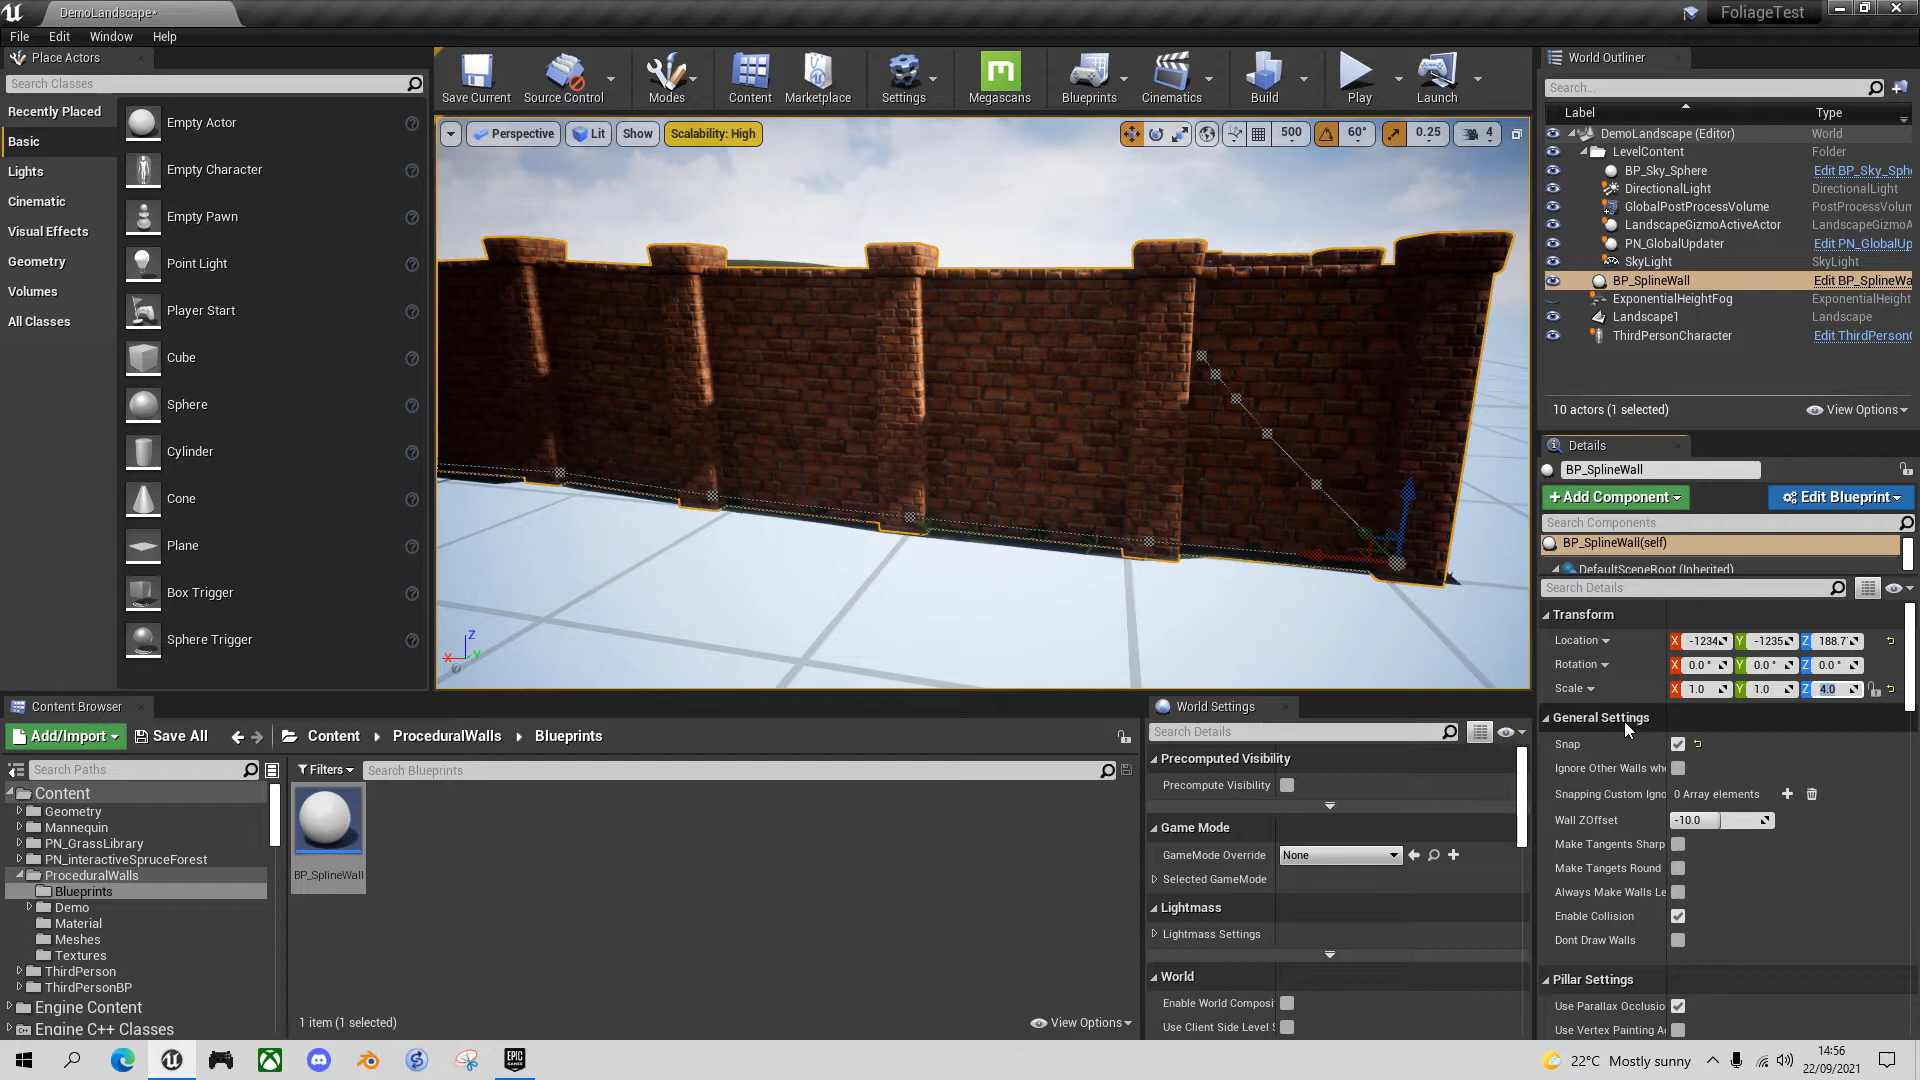 DemoLandscape*
FoliageTest
File
Edit
Window
Help
Place Actors
Search Classes
Recently Placed
Basic
Lights
Cinematic
Visual Effects
Geometry
Volumes
All Classes
Empty Actor
Empty Character
Empty Pawn
Point Light
Player Start
Cube
Sphere
Cylinder
Cone
Plane
Box Trigger
Sphere Trigger
Save Current
Source Control
Modes
Content
Marketplace
Settings
Megascans
Blueprints
Cinematics
Build
Play
Launch
Perspective
Lit
Show
Scalability: High
500
60°
0.25
4
Z
X
Y
World Outliner
Search...
Label
Type
DemoLandscape (Editor)
World
LevelContent
Folder
BP_Sky_Sphere
Edit BP_Sky_Sph
DirectionalLight
DirectionalLight
GlobalPostProcessVolume
PostProcessVolum
LandscapeGizmoActiveActor
LandscapeGizmoA
PN_GlobalUpdater
Edit PN_GlobalUp
SkyLight
SkyLight
BP_SplineWall
Edit BP_SplineWa
ExponentialHeightFog
ExponentialHeight
Landscape1
Landscape
ThirdPersonCharacter
Edit ThirdPerson
10 actors (1 selected)
View Options
Details
BP_SplineWall
+Add Component
Edit Blueprint
Search Components
BP_SplineWall(self)
DefaultSceneRoot (Inherited)
Search Details
Transform
Location
X -1234
Y -1235
Z 188.7
Rotation
0.0 °
0.0 °
0.0 °
Scale
X 1.0
Y 1.0
Z 4.0
General Settings
Snap
Ignore Other Walls whe
Snapping Custom Igno
0 Array elements
Wall ZOffset
-10.0
Make Tangents Sharp
Make Tangets Round
Always Make Walls Le
Enable Collision
Dont Draw Walls
Pillar Settings
Use Parallax Occlusio
Use Vertex Painting A
Content Browser
Add/Import
Save All
Content
ProceduralWalls
Blueprints
Search Paths
Content
Geometry
Mannequin
PN_GrassLibrary
PN_interactiveSpruceForest
ProceduralWalls
Blueprints
Demo
Material
Meshes
Textures
ThirdPerson
ThirdPersonBP
Engine Content
Engine C++ Classes
Filters
Search Blueprints
BP_SplineWall
1 item (1 selected)
View Options
World Settings
Search Details
Precomputed Visibility
Precompute Visibility
Game Mode
GameMode Override
None
Selected GameMode
Lightmass
Lightmass Settings
World
Enable World Composi
Use Client Side Level S
EPIC
GAMES
22°C Mostly sunny
14:56
22/09/2021